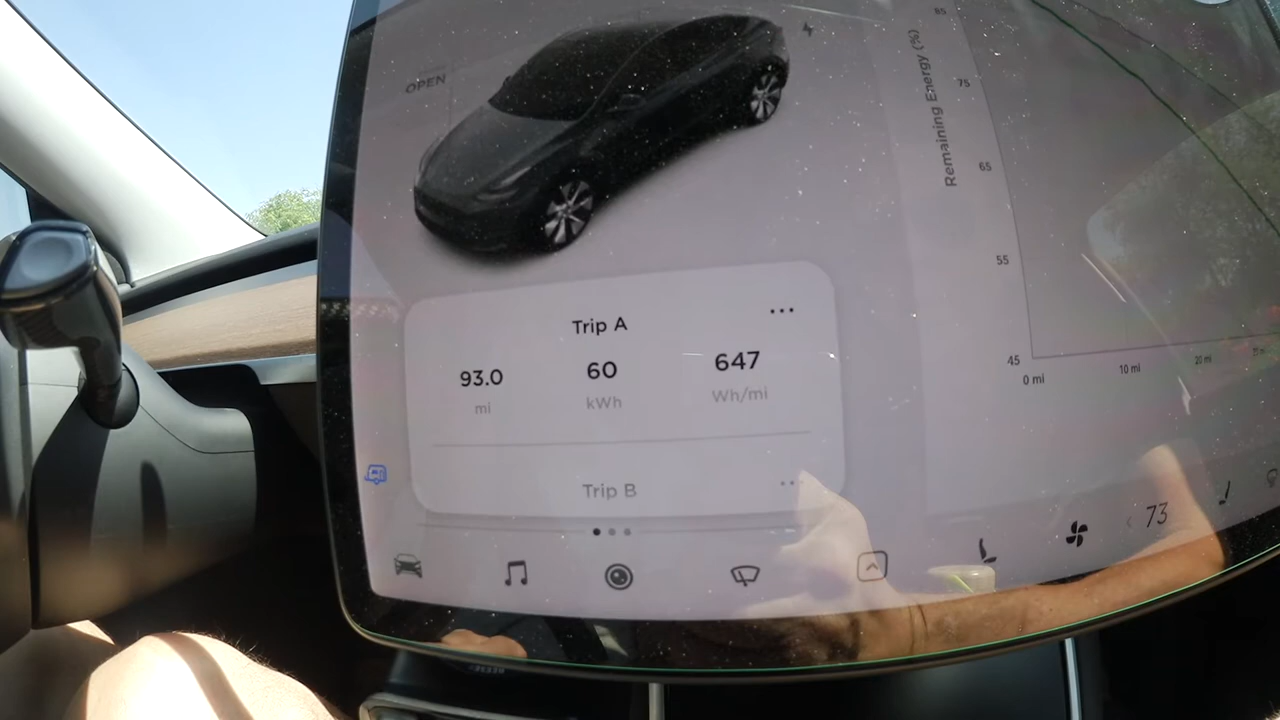 OPEN
Trip A
93.0
60
647
mi
kWh
Wh/mi
Trip B
Remaining Energy (%)
85
75
65
55
45
0 mi
10 mi
20 mi
73